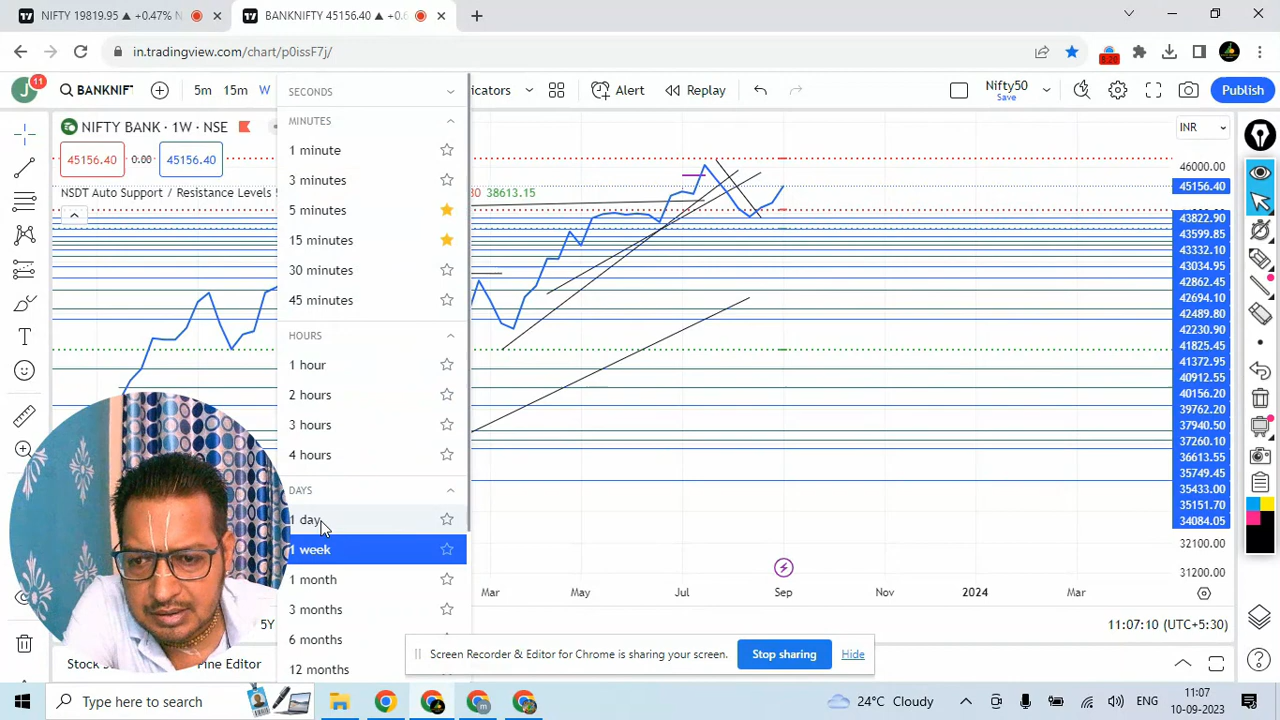 NIFTY 19819.95 ▲ +0.47% N
BANKNIFTY 45156.40 ▲ +0.6
in.tradingview.com/chart/p0issF7j/
8:20
J
11
BANKNIF
5m
15m
W
icators
Alert
Replay
Nifty50
Save
Publish
NIFTY BANK · 1W · NSE
INR
45156.40
0.00
45156.40
NSDT Auto Support / Resistance Levels
80 38613.15
SECONDS
MINUTES
1 minute
3 minutes
5 minutes
15 minutes
30 minutes
45 minutes
HOURS
1 hour
2 hours
3 hours
4 hours
DAYS
1 day
1 week
1 month
3 months
6 months
12 months
46000.00
45156.40
43822.90
43599.85
43332.10
43034.95
42862.45
42694.10
42489.80
42230.90
41825.45
41372.95
40912.55
40156.20
39762.20
37940.50
37260.10
36613.55
35749.45
35433.00
35151.70
34084.05
32100.00
31200.00
Mar
May
Jul
Sep
Nov
2024
Mar
5Y
11:07:10 (UTC+5:30)
Screen Recorder & Editor for Chrome is sharing your screen.
Stop sharing
Hide
Stock
Pine Editor
Type here to search
24°C Cloudy
ENG
11:07
10-09-2023